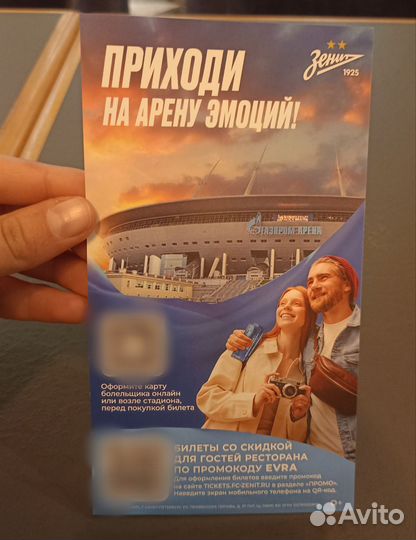 ПРИХОДИ
НА АРЕНУ ЭМОЦИЙ!
Зенит
1925
ГАЗПРОМ АРЕНА
Оформите карту
болельщика онлайн
или возле стадиона,
перед покупкой билета
БИЛЕТЫ СО СКИДКОЙ
ДЛЯ ГОСТЕЙ РЕСТОРАНА
ПО ПРОМОКОДУ EVRA
Для оформления билетов введите промокод
на сайте TICKETS.FC-ZENIT.RU в разделе «ПРОМО».
Наведите экран мобильного телефона на QR-код.
Avito